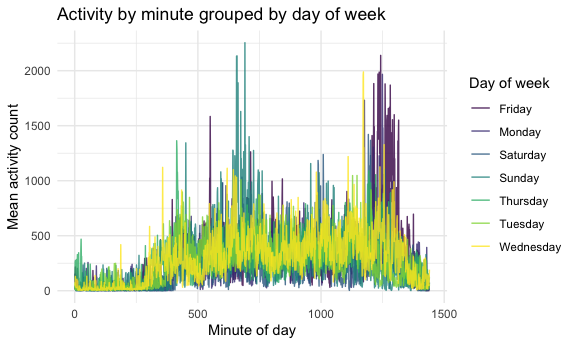 Activity by minute grouped by day of week
Mean activity count
2000
1500
1000
500
0
0 500 1000 1500
Minute of day
Day of week
Friday
Monday
Saturday
Sunday
Thursday
Tuesday
Wednesday